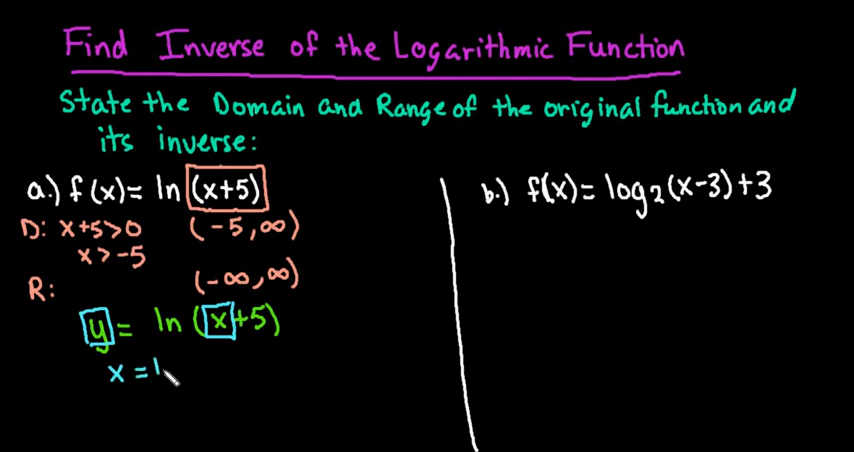 Find Inverse of the Logarithmic Function
State the Domain and Range of the original function and
its inverse:
a.) f(x) = ln (x+5)
D: x+5>0 (-5, ∞)
x > -5
R: (-∞, ∞)
y = ln (x+5)
x = l
b.) f(x) = log₂(x-3)+3